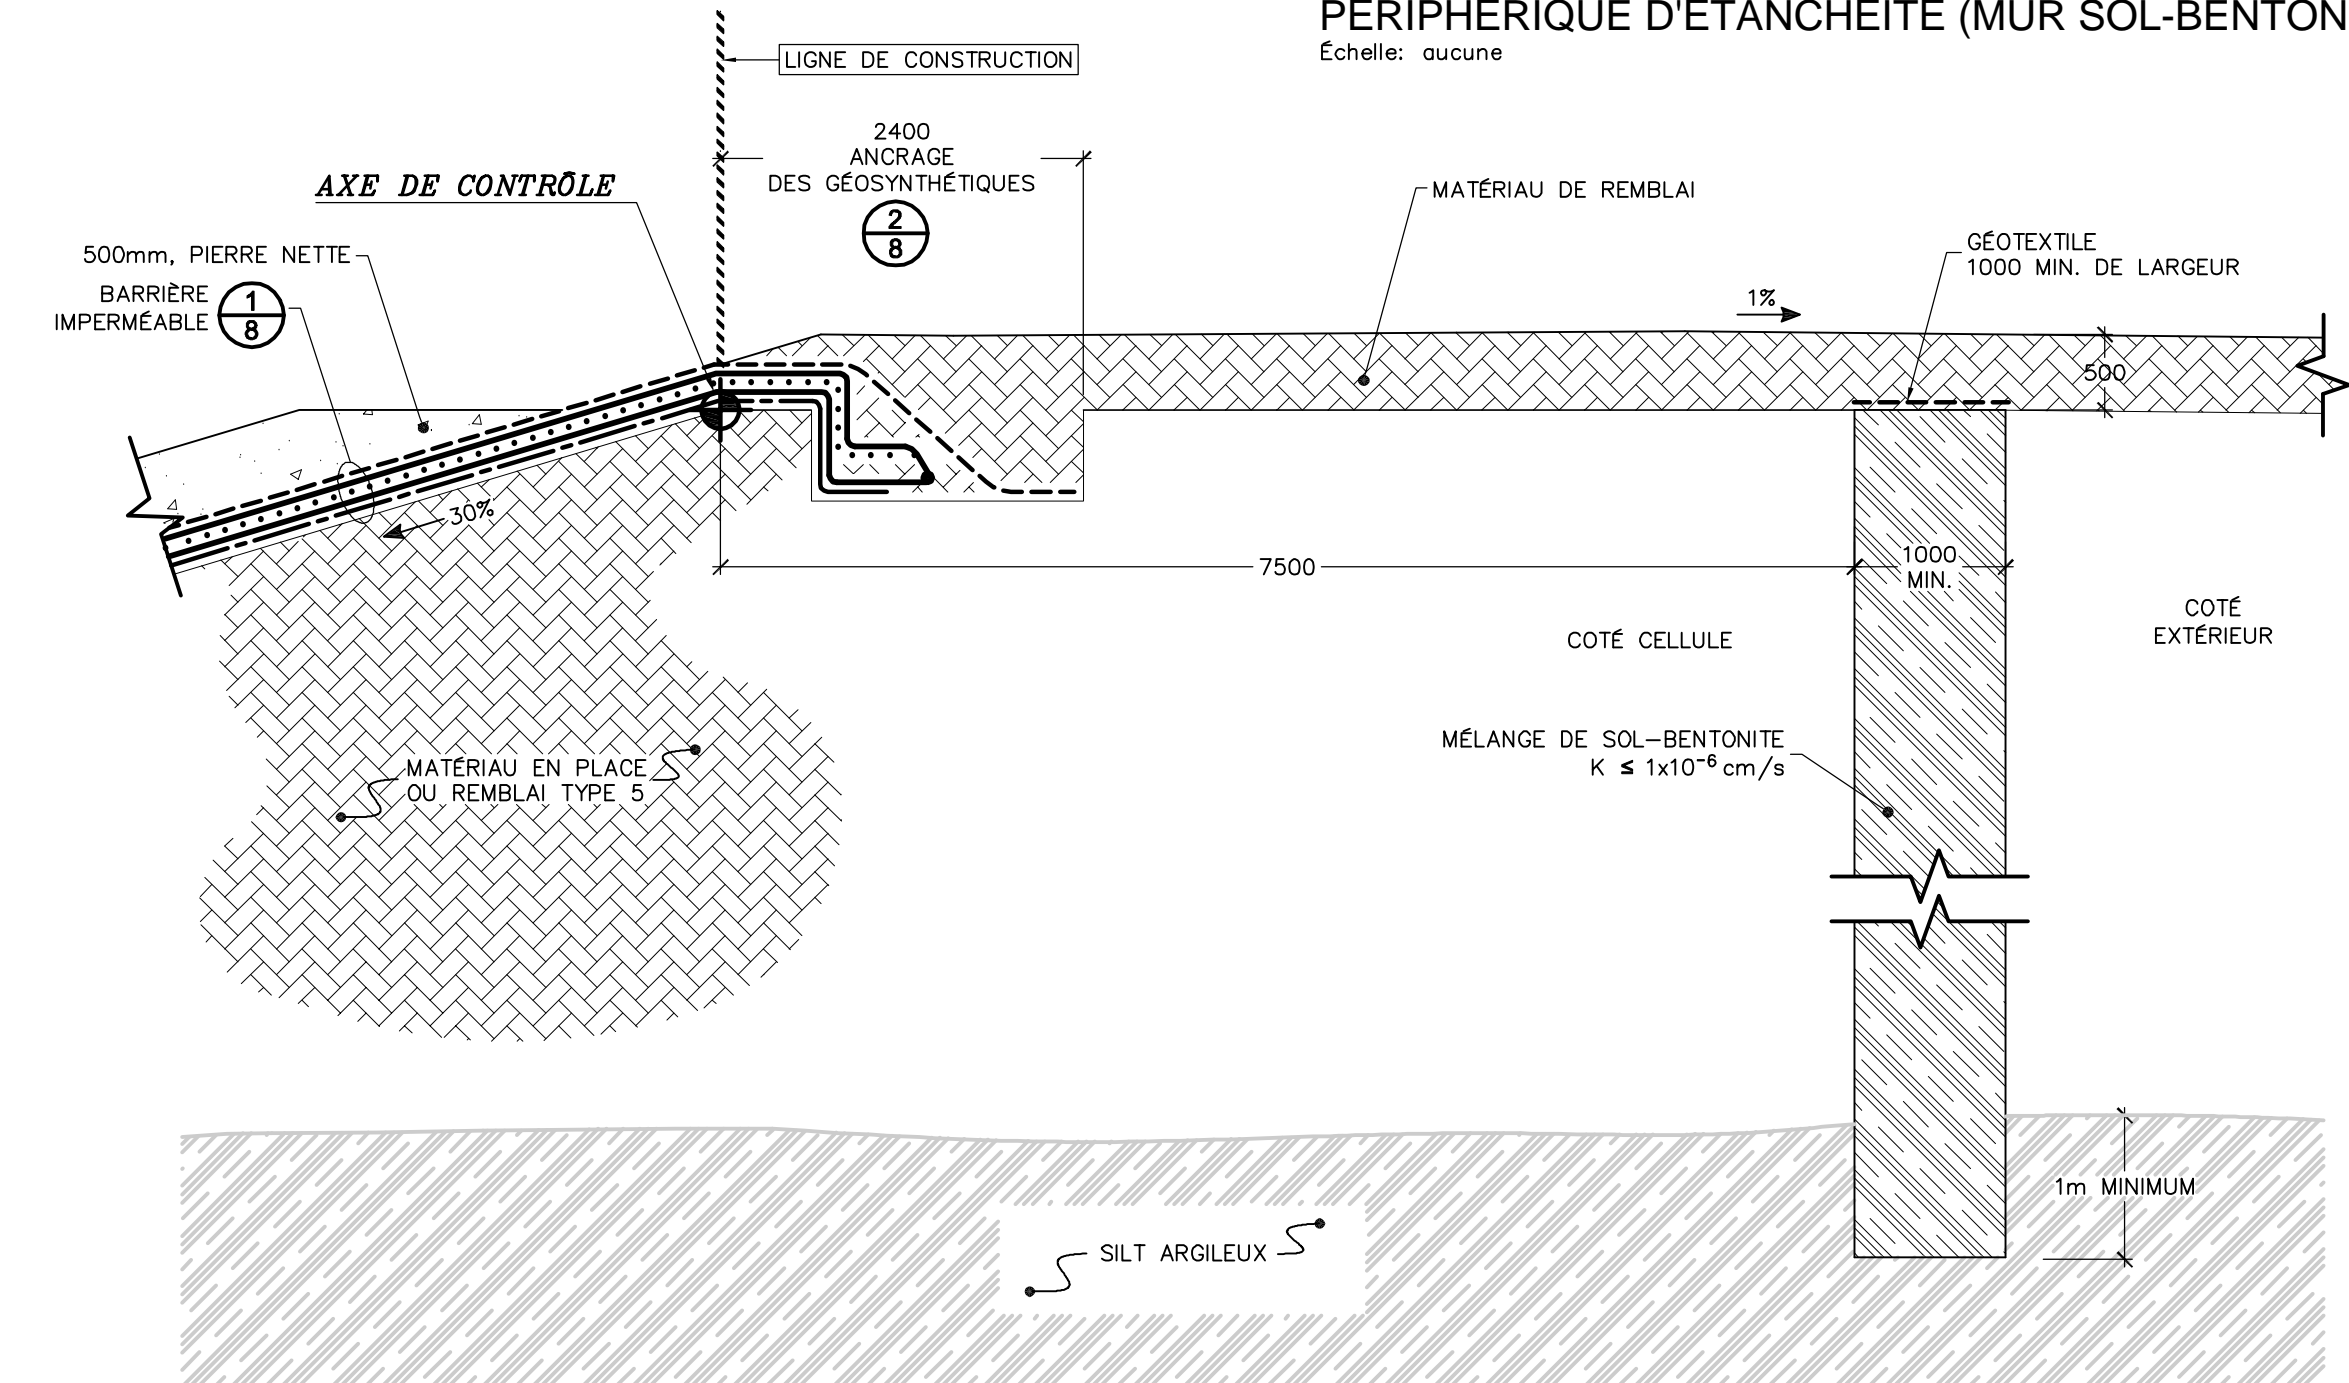 PÉRIPHÉRIQUE D'ÉTANCHÉITÉ (MUR SOL-BENTON
Échelle: aucune
LIGNE DE CONSTRUCTION
2400
ANCRAGE
DES GÉOSYNTHÉTIQUES
2
8
AXE DE CONTRÔLE
MATÉRIAU DE REMBLAI
500mm, PIERRE NETTE
BARRIÈRE
IMPERMÉABLE
1
8
GÉOTEXTILE
1000 MIN. DE LARGEUR
1%
500
30%
7500
1000
MIN.
COTÉ CELLULE
COTÉ
EXTÉRIEUR
MÉLANGE DE SOL-BENTONITE
K ≤ 1x10⁻⁶ cm/s
MATÉRIAU EN PLACE
OU REMBLAI TYPE 5
1m MINIMUM
SILT ARGILEUX